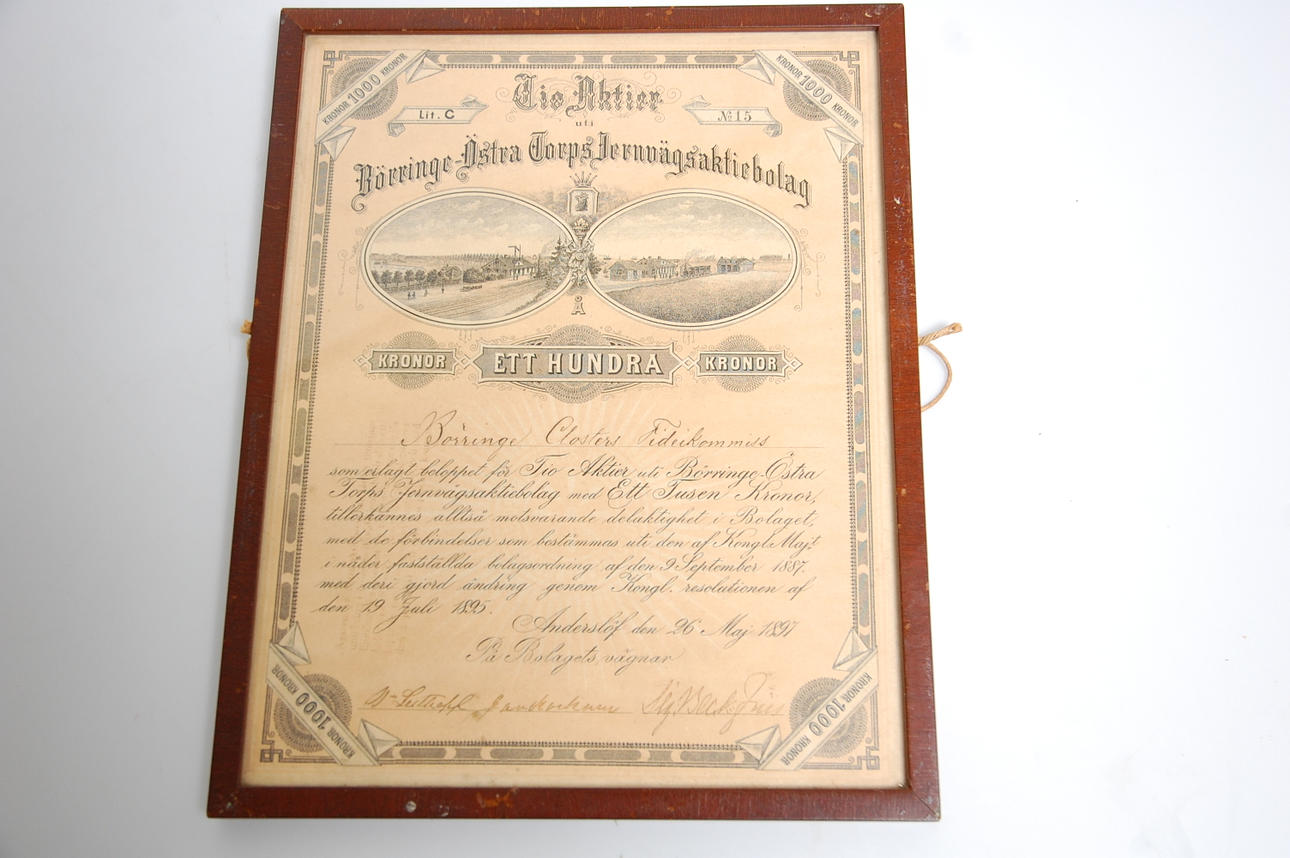 KRONOR 1000 KRONOR
KRONOR 1000 KRONOR
Tio Aktier
Lit. C
№ 15
uti
Börringe-Östra Torps Jernvägsaktiebolag
Å
KRONOR ETT HUNDRA KRONOR
Börringe Closters Fideikommiss
som erlagt beloppet för Tio Aktier uti Börringe-Östra
Torps Jernvägsaktiebolag med Ett Tusen Kronor,
tillerkännes alltså motsvarande delaktighet i Bolaget,
med de förbindelser som bestämmas uti den af Kongl. Maj:t
i nåder fastställda bolagsordning af den 9 September 1887.
med deri gjord ändring genom Kongl. resolutionen af
den 19 Juli 1895.
Anderslöf den 26 Maj 1897
På Bolagets vägnar
KRONOR 1000 KRONOR
KRONOR 1000 KRONOR